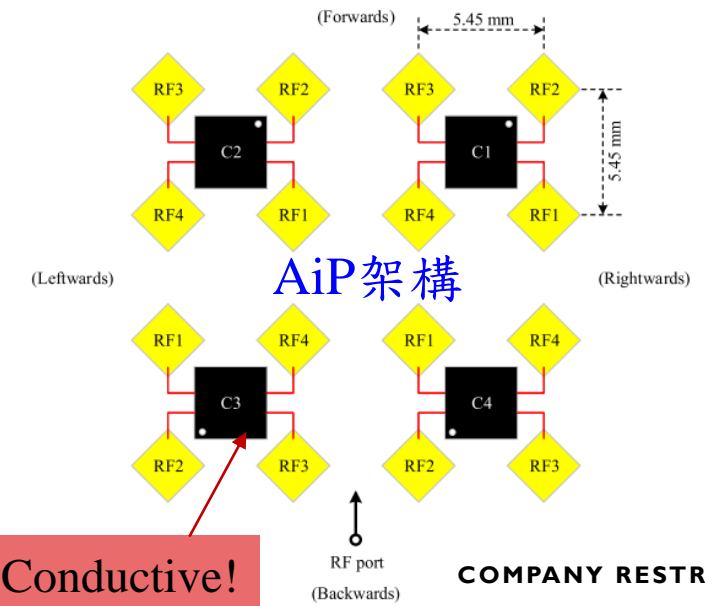 (Forwards)
5.45 mm
RF3 RF2 RF3 RF2
C2 C1
5.45 mm
RF4 RF1 RF4 RF1
AiP架構
(Leftwards) (Rightwards)
RF1 RF4 RF1 RF4
C3 C4
RF2 RF3 RF2 RF3
Conductive!
RF port
(Backwards)
COMPANY RESTR